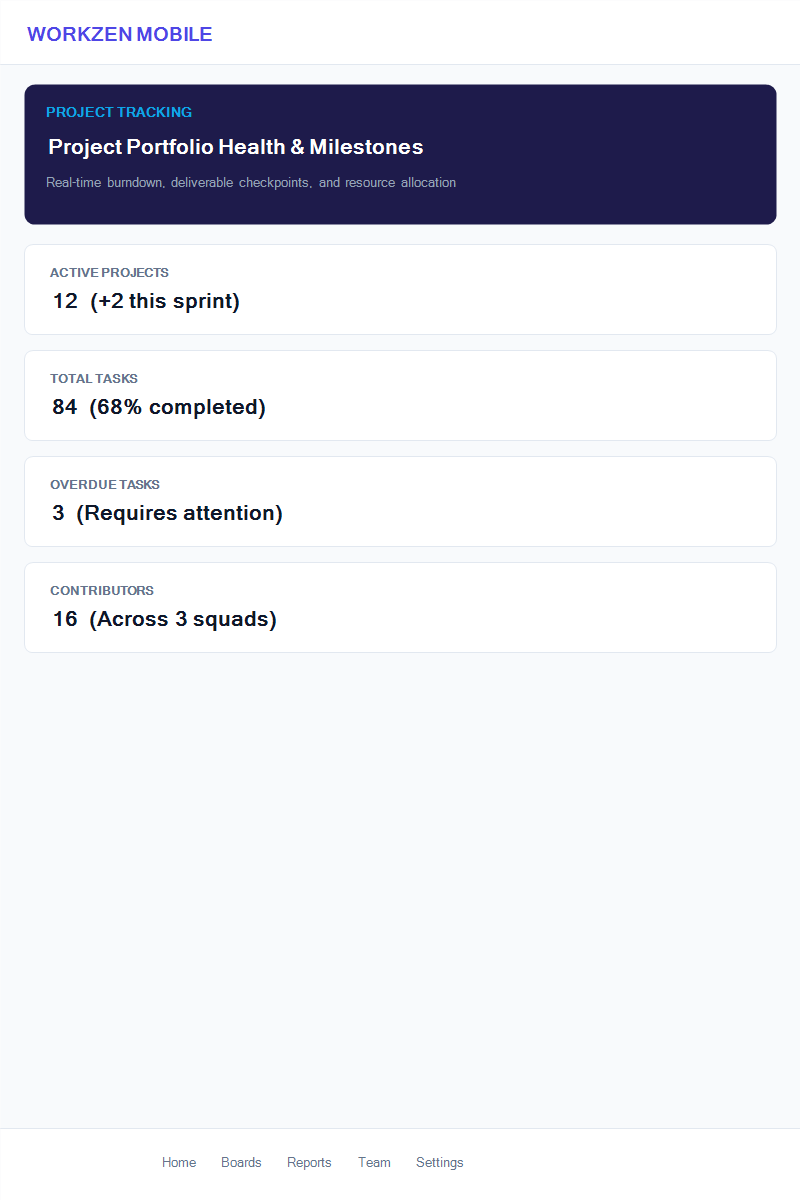 WORKZEN MOBILE
PROJECT TRACKING
Project Portfolio Health & Milestones
Real-time burndown, deliverable checkpoints, and resource allocation
ACTIVE PROJECTS
12 (+2 this sprint)
TOTAL TASKS
84 (68% completed)
OVERDUE TASKS
3 (Requires attention)
CONTRIBUTORS
16 (Across 3 squads)
Home Boards Reports Team Settings